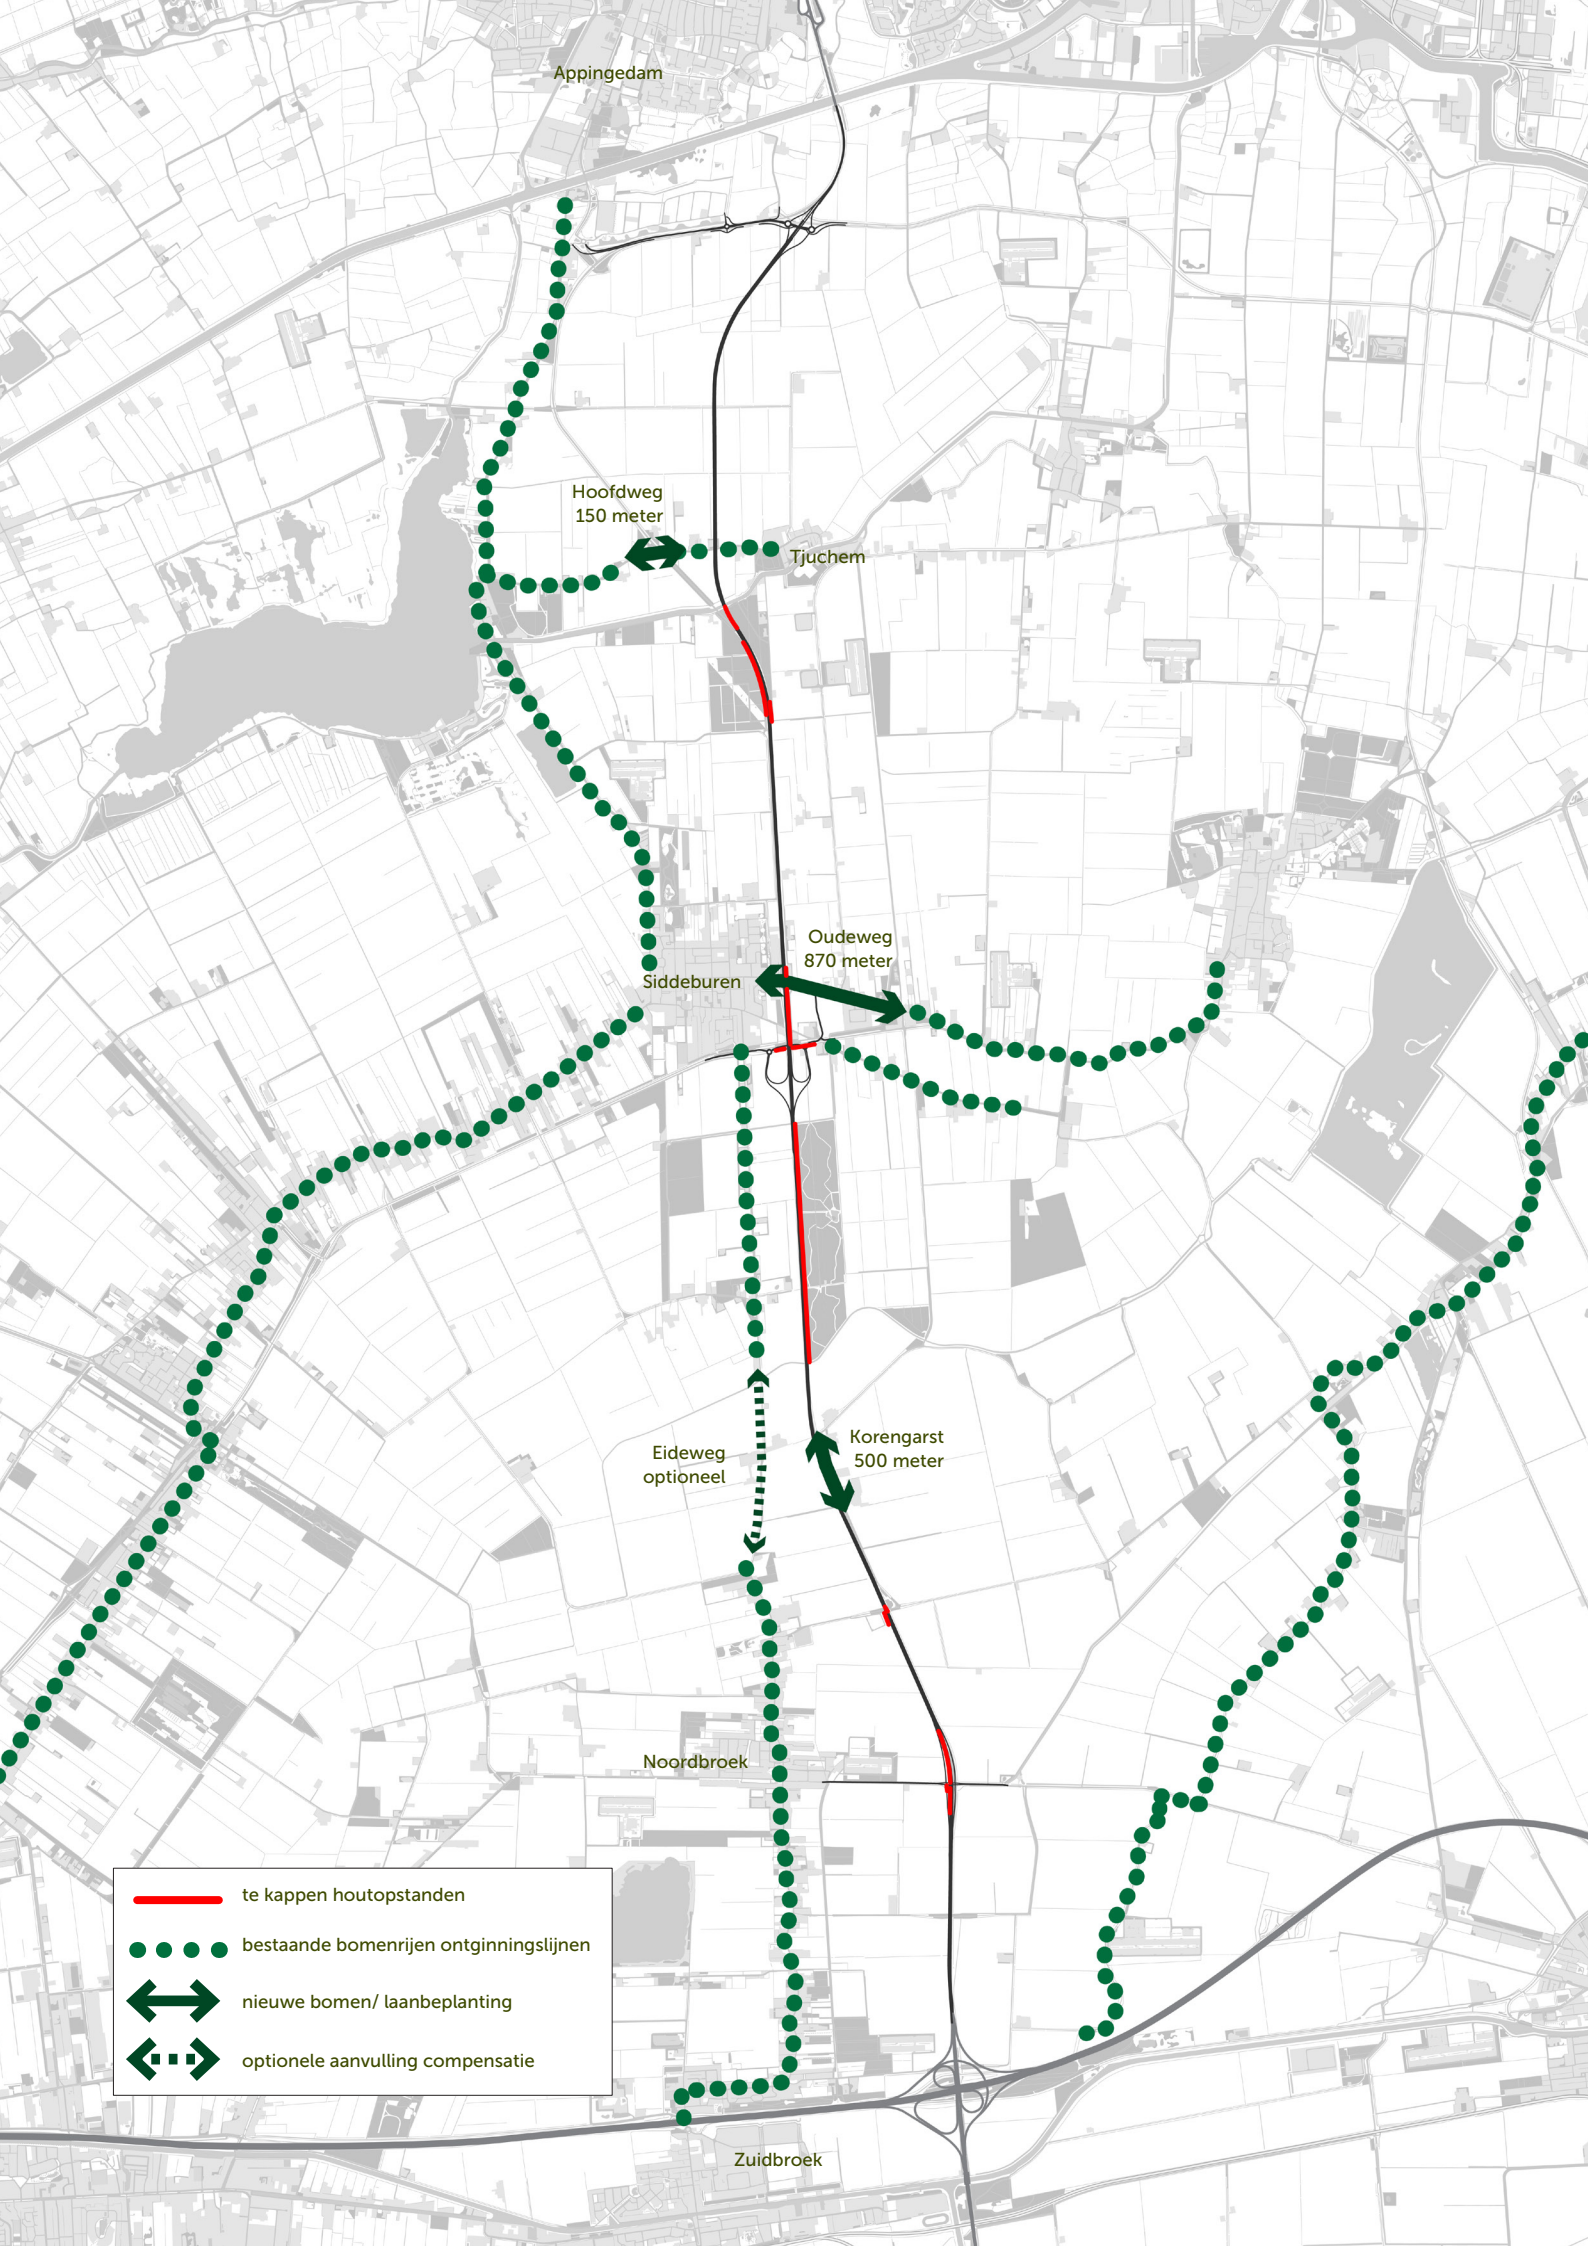 Appingedam
Hoofdweg
150 meter
Tjuchem
Oudeweg
870 meter
Siddeburen
Korengarst
500 meter
Eideweg
optioneel
Noordbroek
te kappen houtopstanden
bestaande bomenrijen ontginningslijnen
nieuwe bomen/ laanbeplanting
optionele aanvulling compensatie
Zuidbroek